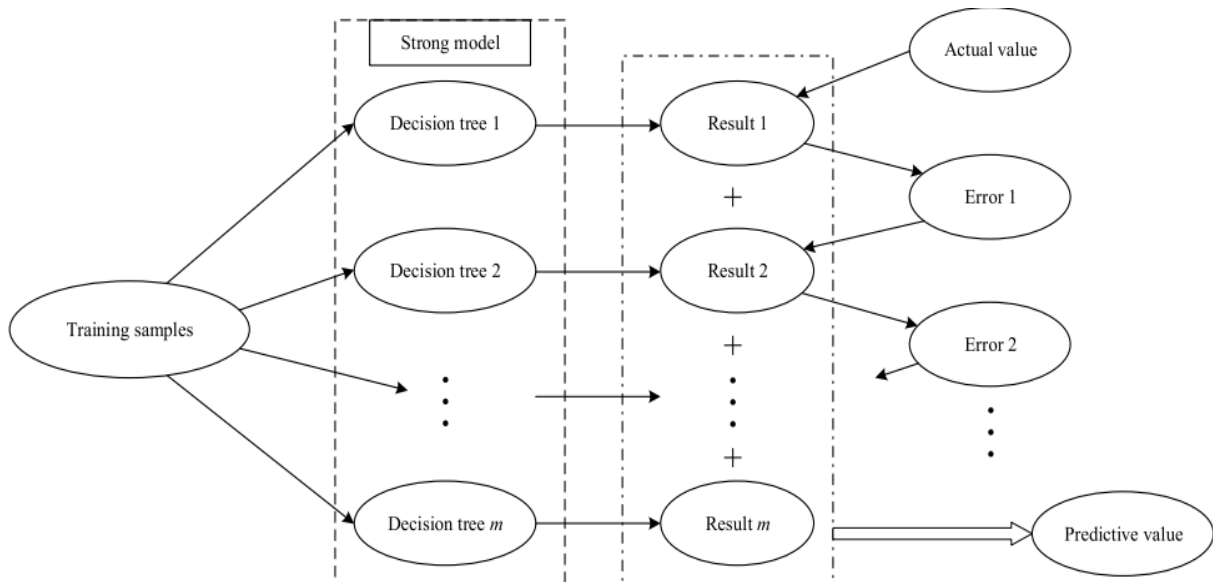 Strong model
Actual value
Decision tree 1
Result 1
+
Error 1
Decision tree 2
Result 2
Training samples
+
Error 2
+
Decision tree m
Result m
Predictive value